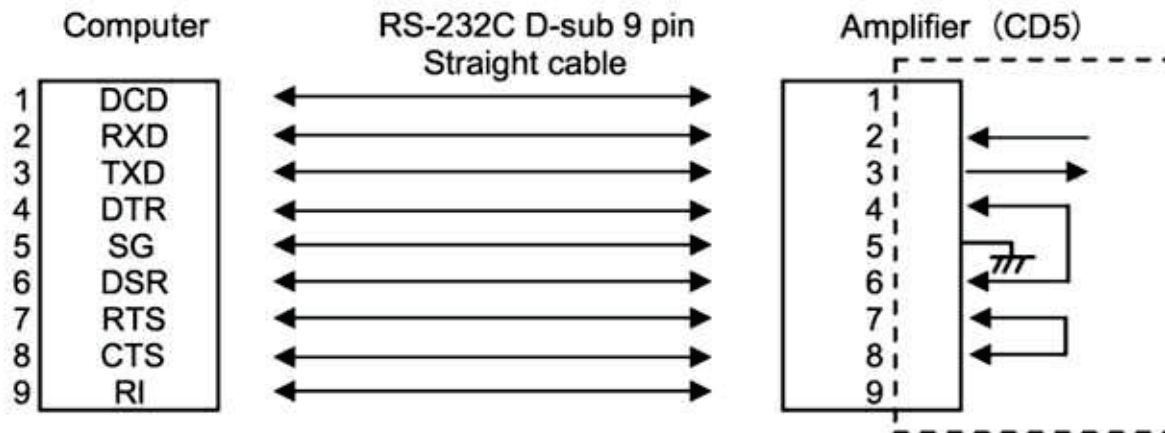 Computer
RS-232C D-sub 9 pin
Straight cable
Amplifier (CD5)
1 DCD 1
2 RXD 2
3 TXD 3
4 DTR 4
5 SG 5
6 DSR 6
7 RTS 7
8 CTS 8
9 RI 9